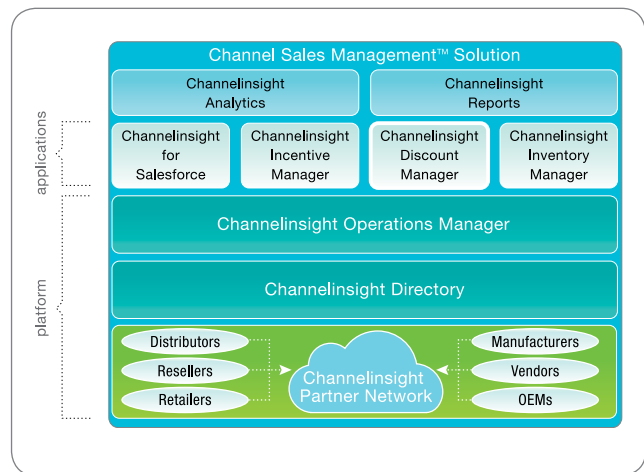 Channel Sales Management™ Solution
Channelinsight
Analytics
Channelinsight
Reports
applications
Channelinsight
for
Salesforce
Channelinsight
Incentive
Manager
Channelinsight
Discount
Manager
Channelinsight
Inventory
Manager
platform
Channelinsight Operations Manager
Channelinsight Directory
Distributors
Resellers
Retailers
Channelinsight
Partner Network
Manufacturers
Vendors
OEMs